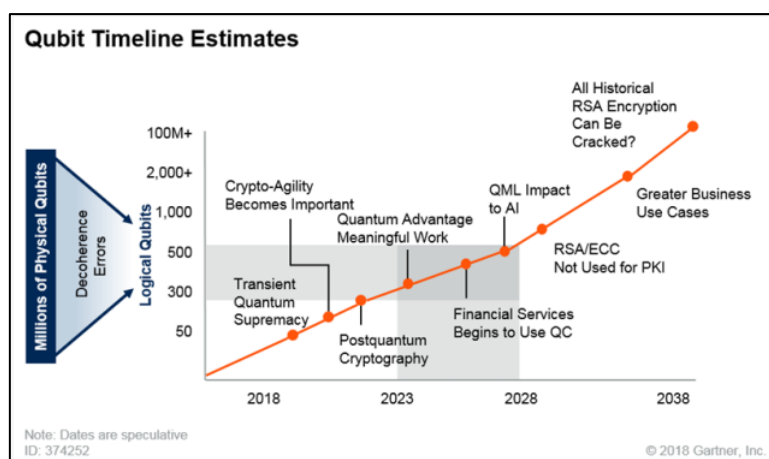 Qubit Timeline Estimates
Millions of Physical Qubits
Decoherence
Errors
Logical Qubits
100M+
2,000+
1,000
500
300
50
Transient
Quantum
Supremacy
Crypto-Agility
Becomes Important
Postquantum
Cryptography
Quantum Advantage
Meaningful Work
Financial Services
Begins to Use QC
QML Impact
to AI
RSA/ECC
Not Used for PKI
Greater Business
Use Cases
All Historical
RSA Encryption
Can Be
Cracked?
2018
2023
2028
2038
Note: Dates are speculative
ID: 374252
© 2018 Gartner, Inc.